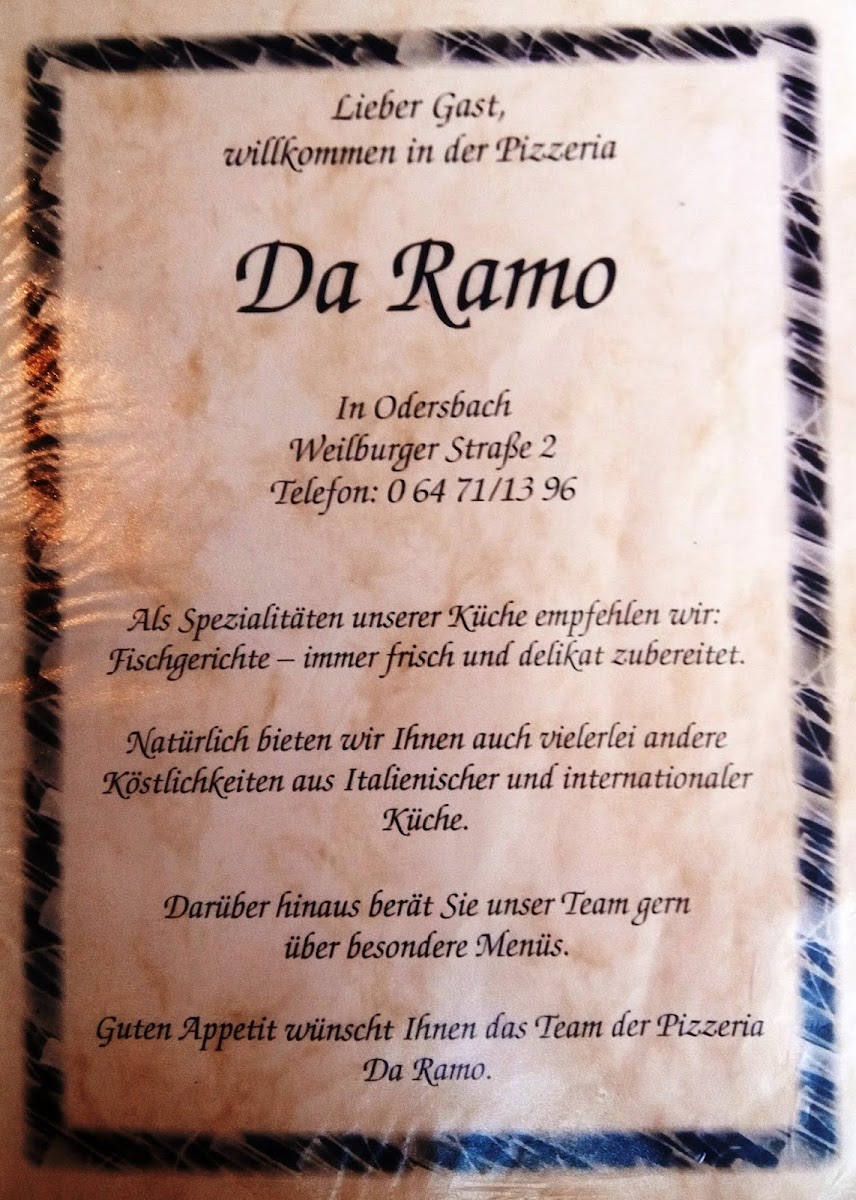 Lieber Gast,
willkommen in der Pizzeria
Da Ramo
In Odersbach
Weilburger Straße 2
Telefon: 0 64 71/13 96
Als Spezialitäten unserer Küche empfehlen wir:
Fischgerichte – immer frisch und delikat zubereitet.
Natürlich bieten wir Ihnen auch vielerlei andere
Köstlichkeiten aus Italienischer und internationaler
Küche.
Darüber hinaus berät Sie unser Team gern
über besondere Menüs.
Guten Appetit wünscht Ihnen das Team der Pizzeria
Da Ramo.